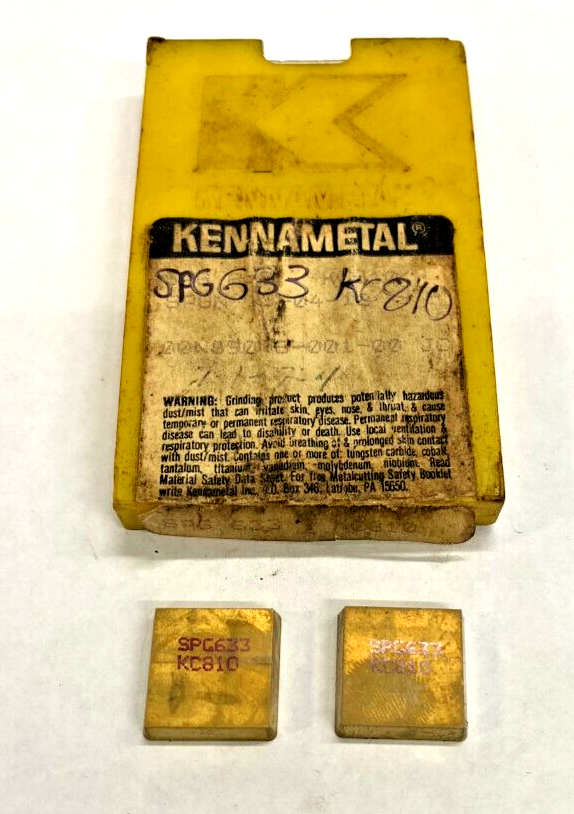 KENNAMETAL®
SPG633 KC810
WARNING: Grinding product produces potentially hazardous
dust/mist that can irritate skin, eyes, nose, & throat, & cause
temporary or permanent respiratory disease. Permanent respiratory
disease can lead to disability or death. Use local ventilation &
respiratory protection. Avoid breathing of & prolonged skin contact
with dust/mist. Contains one or more of: tungsten carbide, cobalt,
tantalum, titanium, vanadium, molybdenum, niobium. Read
Material Safety Data Sheet. For free Metalcutting Safety Booklet
write Kennametal Inc. P.O. Box 346, Latrobe, PA 15650.
SPG633
KC810
SPG633
KC810